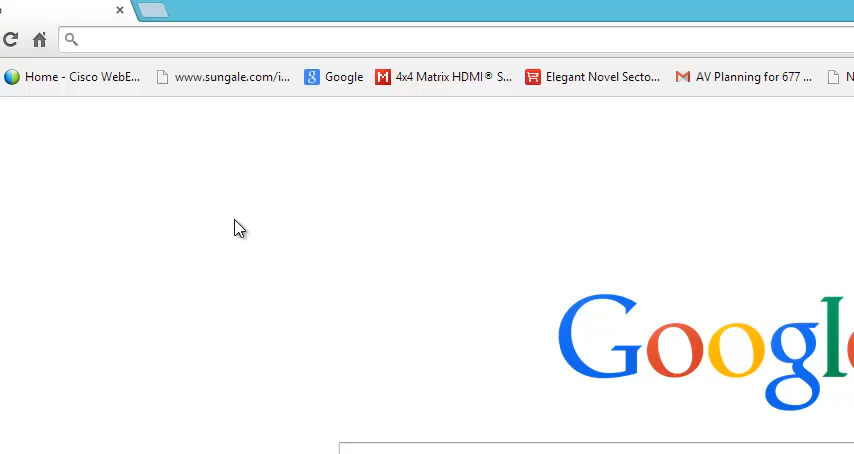 Home - Cisco WebE... www.sungale.com/i... Google 4x4 Matrix HDMI® S... Elegant Novel Secto... AV Planning for 677 ... N
Googl